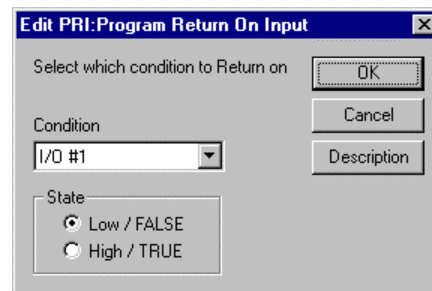 Edit PRI:Program Return On Input
Select which condition to Return on
OK
Cancel
Condition
I/O #1
Description
State
Low / FALSE
High / TRUE